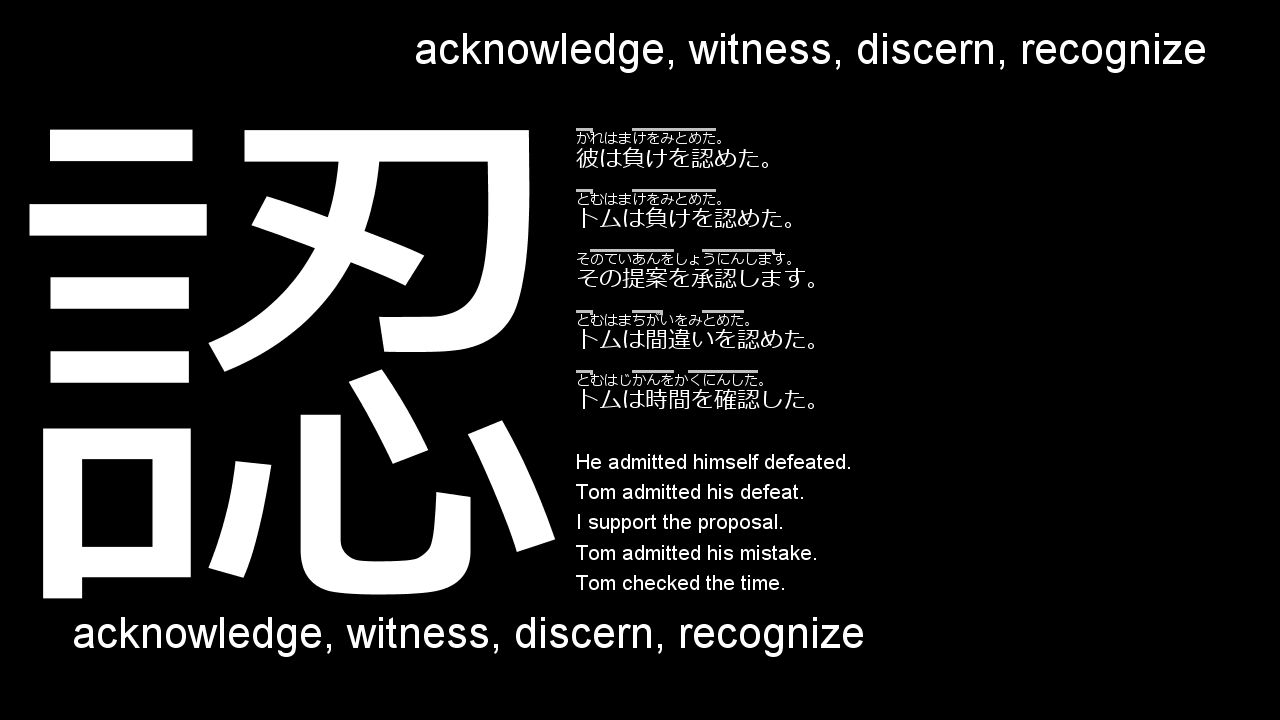 acknowledge, witness, discern, recognize
認
かれはまけをみとめた。
彼は負けを認めた。
とむはまけをみとめた。
トムは負けを認めた。
そのていあんをしょうにんします。
その提案を承認します。
とむはまちがいをみとめた。
トムは間違いを認めた。
とむはじかんをかくにんした。
トムは時間を確認した。
He admitted himself defeated.
Tom admitted his defeat.
I support the proposal.
Tom admitted his mistake.
Tom checked the time.
acknowledge, witness, discern, recognize